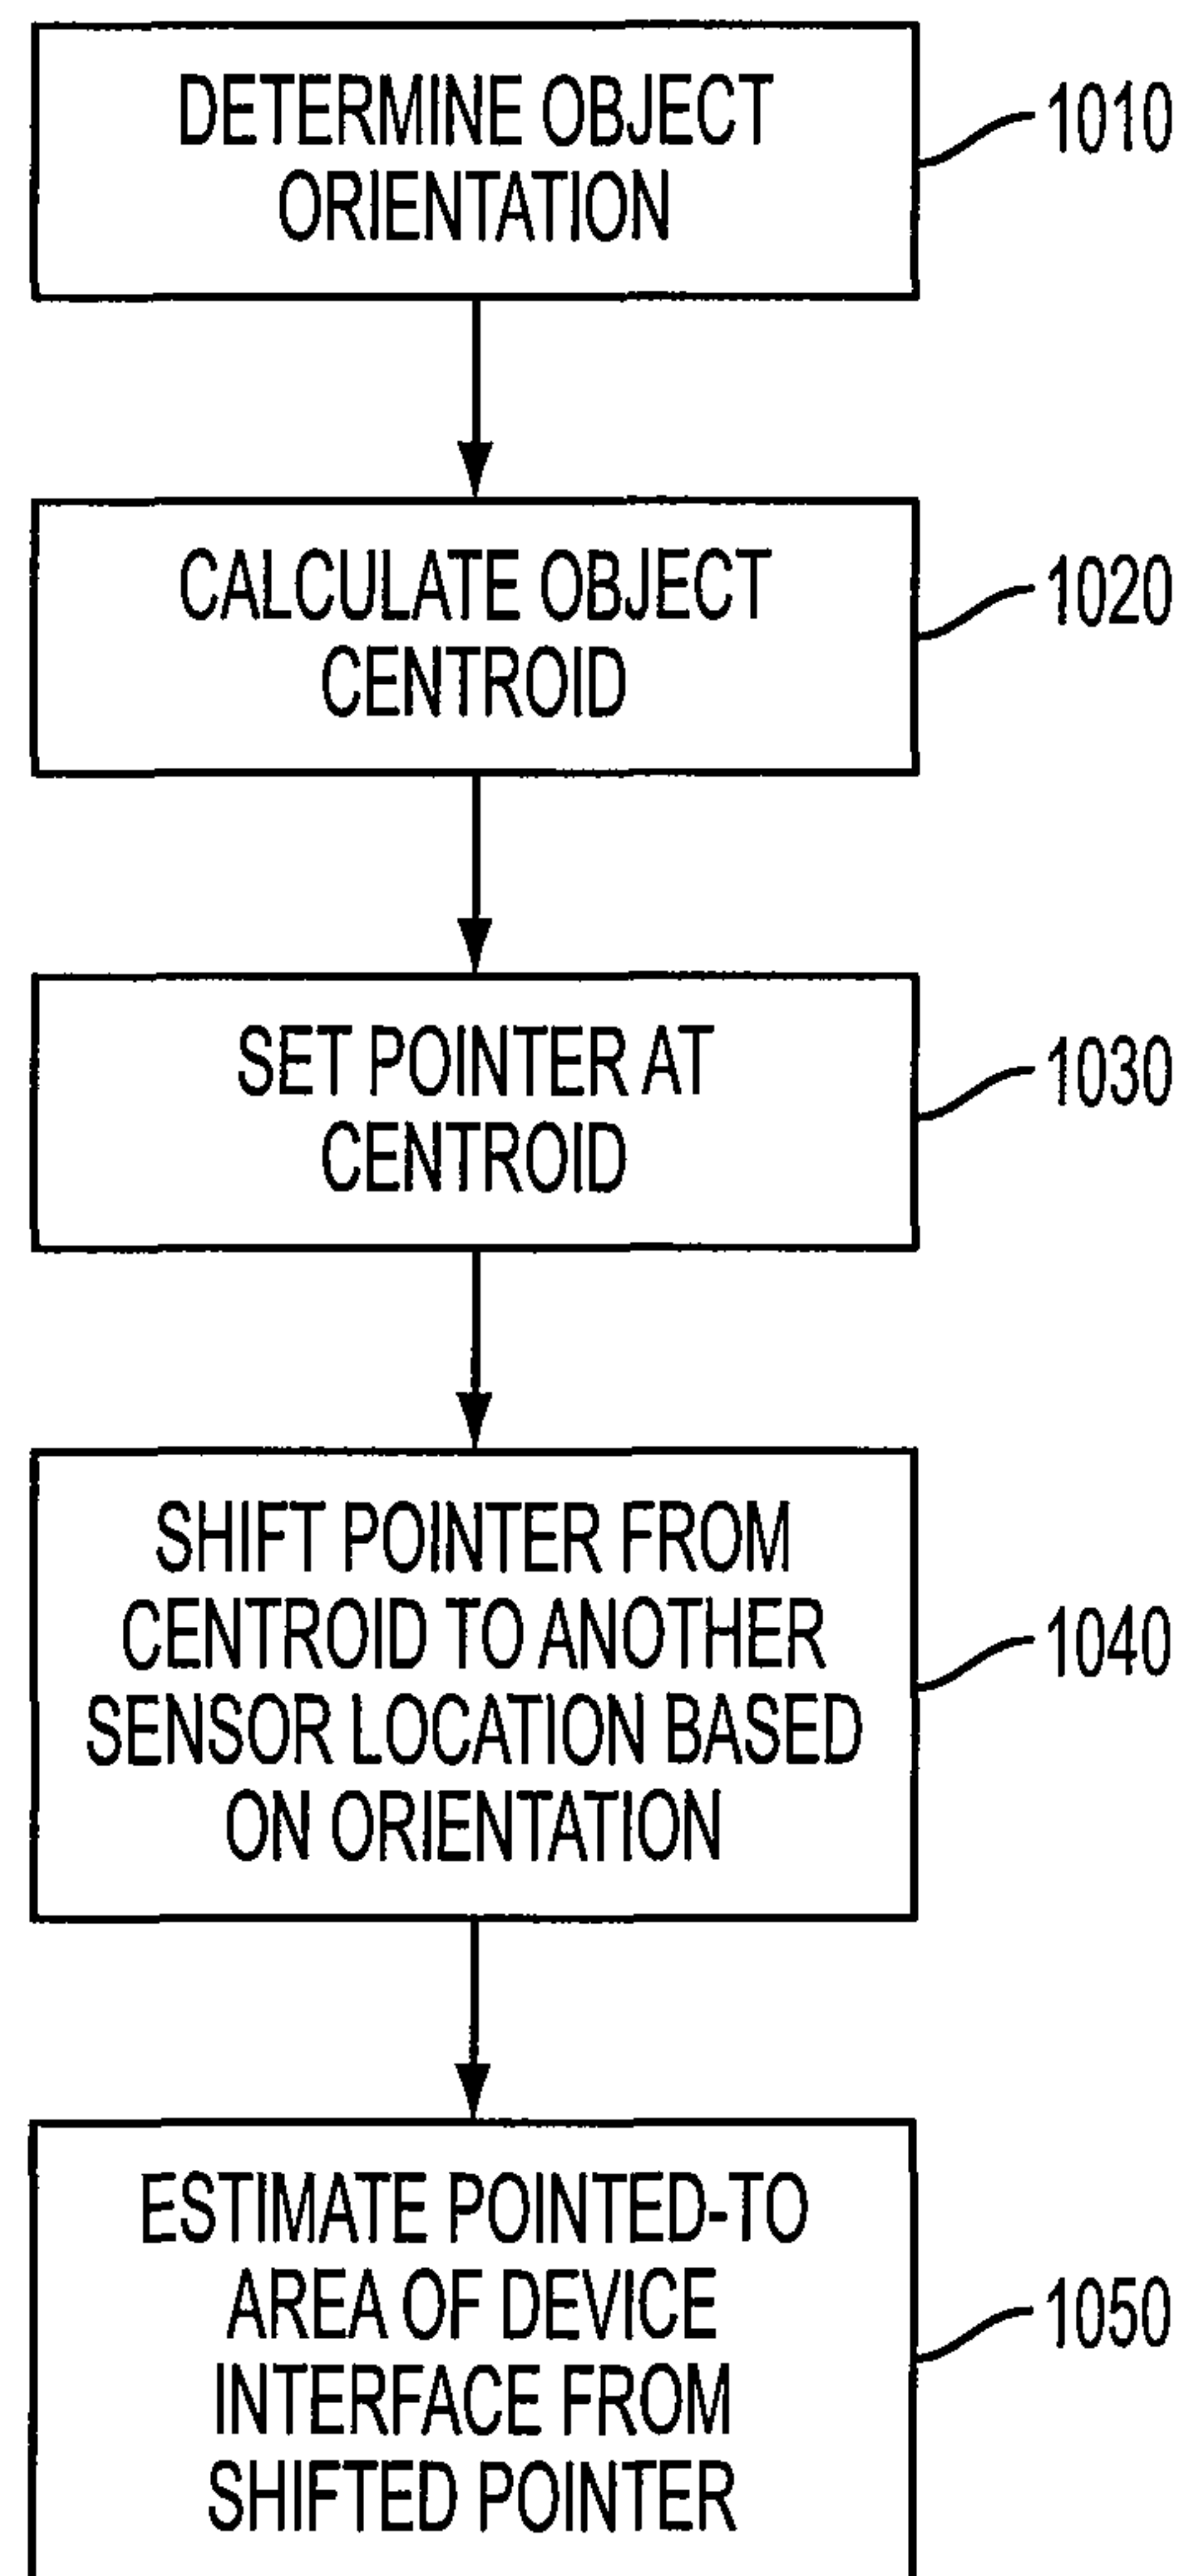 DETERMINE OBJECT
ORIENTATION
1010
CALCULATE OBJECT
CENTROID
1020
SET POINTER AT
CENTROID
1030
SHIFT POINTER FROM
CENTROID TO ANOTHER
SENSOR LOCATION BASED
ON ORIENTATION
1040
ESTIMATE POINTED-TO
AREA OF DEVICE
INTERFACE FROM
SHIFTED POINTER
1050